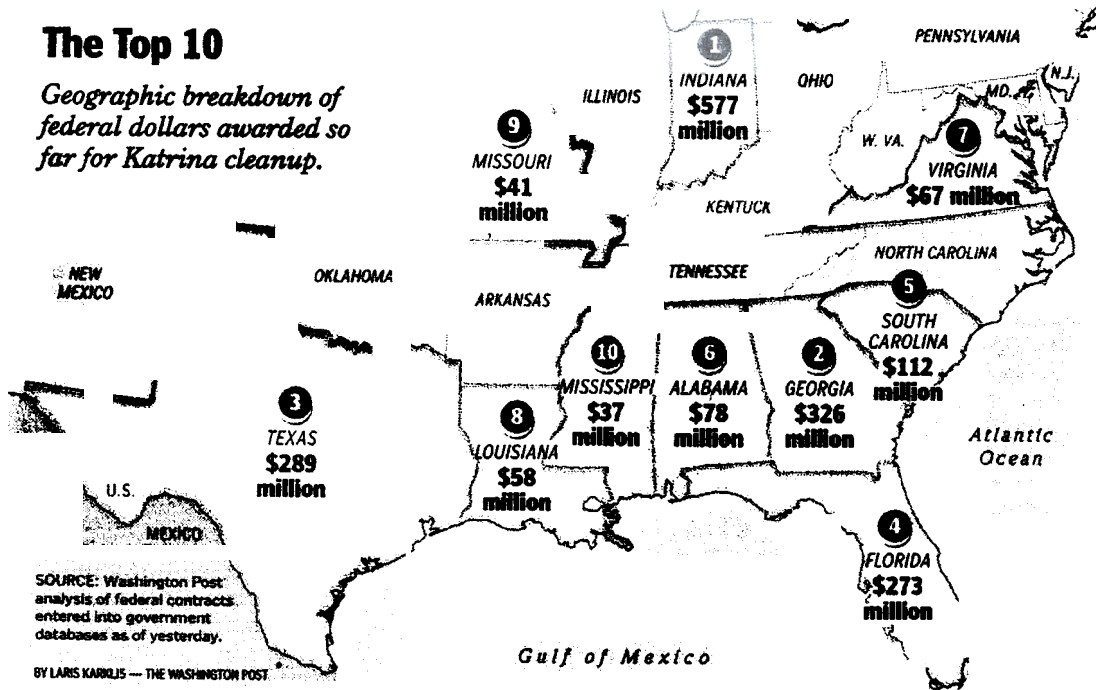 The Top 10
Geographic breakdown of
federal dollars awarded so
far for Katrina cleanup.
1
INDIANA
$577
million
PENNSYLVANIA
OHIO
N.J.
MD.
ILLINOIS
9
MISSOURI
$41
million
W. VA.
7
VIRGINIA
$67 million
KENTUCK
NORTH CAROLINA
NEW
MEXICO
OKLAHOMA
TENNESSEE
ARKANSAS
5
SOUTH
CAROLINA
$112
million
10
MISSISSIPPI
$37
million
6
ALABAMA
$78
million
2
GEORGIA
$326
million
3
TEXAS
$289
million
8
LOUISIANA
$58
million
Atlantic
Ocean
U.S.
MEXICO
4
FLORIDA
$273
million
SOURCE: Washington Post
analysis of federal contracts
entered into government
databases as of yesterday.
Gulf of Mexico
BY LARIS KARKLIS — THE WASHINGTON POST